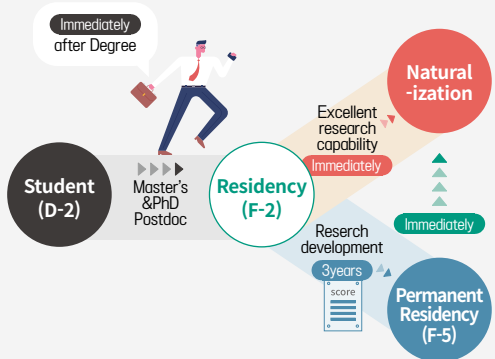 Immediately
after Degree
Student
(D-2)
Master's
&PhD
Postdoc
Residency
(F-2)
Excellent
research
capability
Immediately
Natural
-ization
Immediately
Reserch
development
3years
score
Permanent
Residency
(F-5)